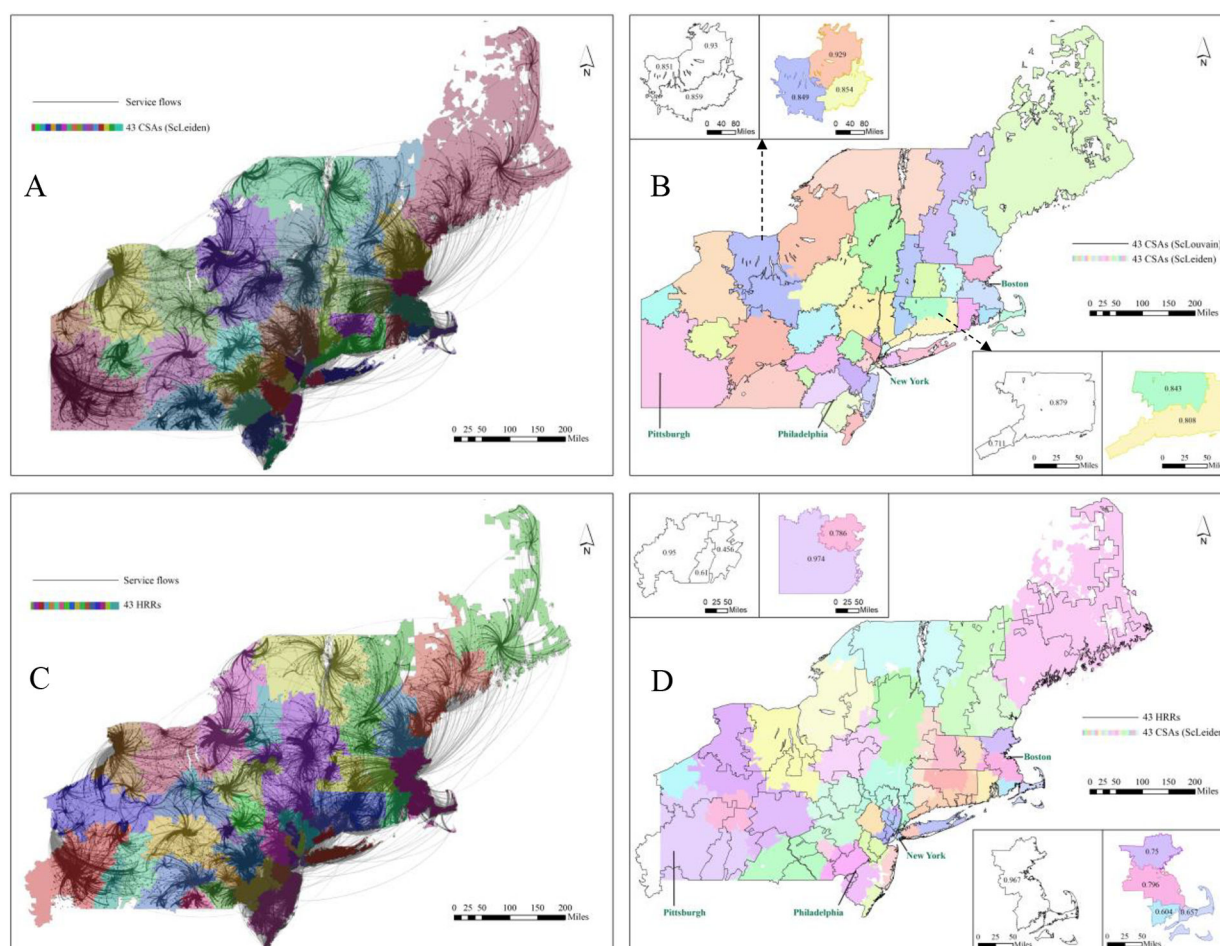 A
Service flows
43 CSAs (ScLeiden)
N
0 25 50 100 150 200
Miles
B
0.93
0.851
0.859
0 40 80
Miles
0.929
0.849
0.854
0 40 80
Miles
N
43 CSAs (ScLouvain)
43 CSAs (ScLeiden)
Boston
0 25 50 100 150 200
Miles
New York
Philadelphia
Pittsburgh
0.879
0.711
0 25 50
Miles
0.843
0.808
0 25 50
Miles
C
Service flows
43 HRRs
N
0 25 50 100 150 200
Miles
D
0.95
0.456
0.61
0 25 50
Miles
0.786
0.974
0 25 50
Miles
N
43 HRRs
43 CSAs (ScLeiden
Boston
0 25 50 100 150 200
Miles
New York
Philadelphia
Pittsburgh
0.967
0 25 50
Miles
0.75
0.796
0.604
0.657
0 25 50
Miles